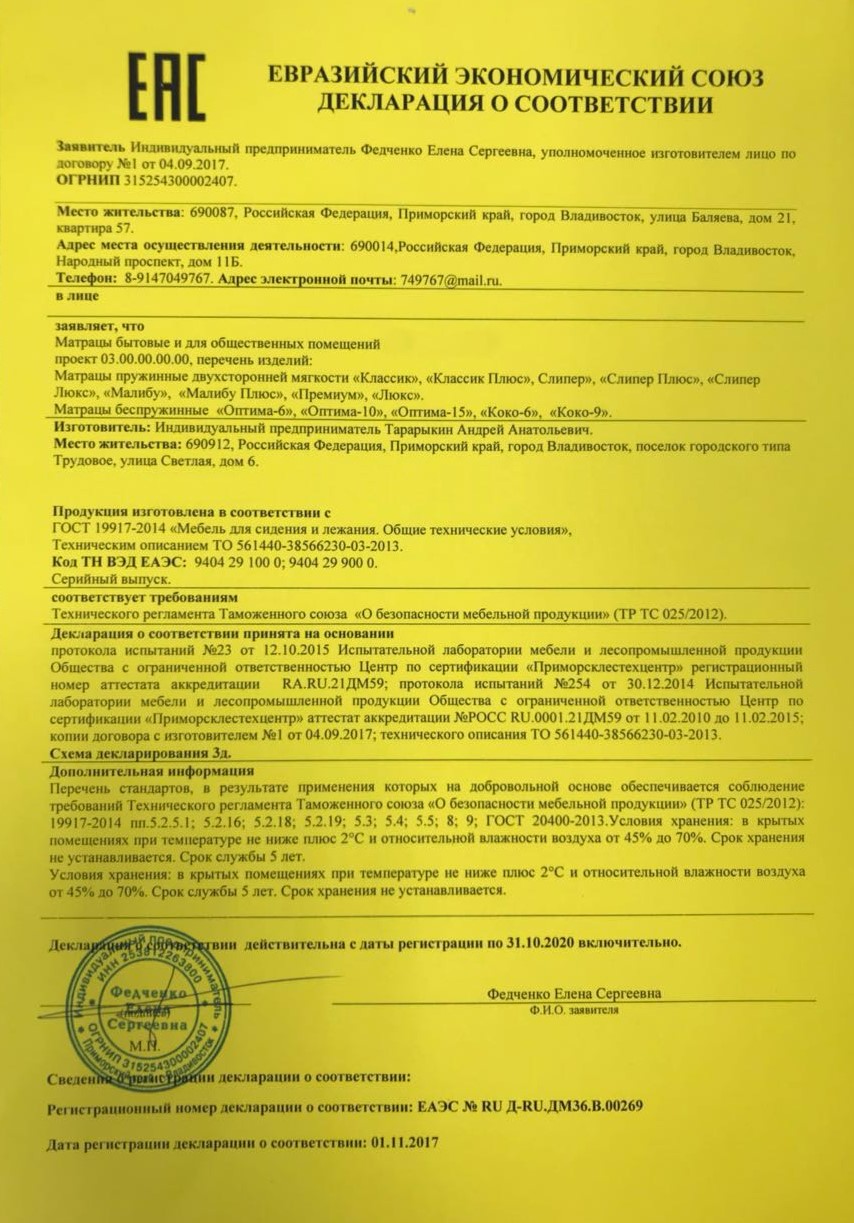 ЕАС
ЕВРАЗИЙСКИЙ ЭКОНОМИЧЕСКИЙ СОЮЗ
ДЕКЛАРАЦИЯ О СООТВЕТСТВИИ
Заявитель Индивидуальный предприниматель Федченко Елена Сергеевна, уполномоченное изготовителем лицо по
договору №1 от 04.09.2017.
ОГРНИП 315254300002407.
Место жительства: 690087, Российская Федерация, Приморский край, город Владивосток, улица Баляева, дом 21,
квартира 57.
Адрес места осуществления деятельности: 690014,Российская Федерация, Приморский край, город Владивосток,
Народный проспект, дом 11Б.
Телефон: 8-9147049767. Адрес электронной почты: 749767@mail.ru.
в лице
заявляет, что
Матрацы бытовые и для общественных помещений
проект 03.00.00.00.00, перечень изделий:
Матрацы пружинные двухсторонней мягкости «Классик», «Классик Плюс», Слипер», «Слипер Плюс», «Слипер
Люкс», «Малибу», «Малибу Плюс», «Премиум», «Люкс».
Матрацы беспружинные «Оптима-6», «Оптима-10», «Оптима-15», «Коко-6», «Коко-9».
Изготовитель: Индивидуальный предприниматель Тарарыкин Андрей Анатольевич.
Место жительства: 690912, Российская Федерация, Приморский край, город Владивосток, поселок городского типа
Трудовое, улица Светлая, дом 6.
Продукция изготовлена в соответствии с
ГОСТ 19917-2014 «Мебель для сидения и лежания. Общие технические условия»,
Техническим описанием ТО 561440-38566230-03-2013.
Код ТН ВЭД ЕАЭС: 9404 29 100 0; 9404 29 900 0.
Серийный выпуск.
соответствует требованиям
Технического регламента Таможенного союза «О безопасности мебельной продукции» (ТР ТС 025/2012).
Декларация о соответствии принята на основании
протокола испытаний №23 от 12.10.2015 Испытательной лаборатории мебели и лесопромышленной продукции
Общества с ограниченной ответственностью Центр по сертификации «Приморсклестехцентр» регистрационный
номер аттестата аккредитации RA.RU.21ДМ59; протокола испытаний №254 от 30.12.2014 Испытательной
лаборатории мебели и лесопромышленной продукции Общества с ограниченной ответственностью Центр по
сертификации «Приморсклестехцентр» аттестат аккредитации №РОСС RU.0001.21ДМ59 от 11.02.2010 до 11.02.2015;
копии договора с изготовителем №1 от 04.09.2017; технического описания ТО 561440-38566230-03-2013.
Схема декларирования 3д.
Дополнительная информация
Перечень стандартов, в результате применения которых на добровольной основе обеспечивается соблюдение
требований Технического регламента Таможенного союза «О безопасности мебельной продукции» (ТР ТС 025/2012):
19917-2014 пп.5.2.5.1; 5.2.16; 5.2.18; 5.2.19; 5.3; 5.4; 5.5; 8; 9; ГОСТ 20400-2013.Условия хранения: в крытых
помещениях при температуре не ниже плюс 2°С и относительной влажности воздуха от 45% до 70%. Срок хранения
не устанавливается. Срок службы 5 лет.
Условия хранения: в крытых помещениях при температуре не ниже плюс 2°С и относительной влажности воздуха
от 45% до 70%. Срок службы 5 лет. Срок хранения не устанавливается.
Декларация о соответствии действительна с даты регистрации по 31.10.2020 включительно.
Индивидуальный предприниматель
ИНН 253812263800
Федченко
Елена
Сергеевна
М.П.
ОГРНИП 315254300002407
Федченко Елена Сергеевна
Ф.И.О. заявителя
Сведения о регистрации декларации о соответствии:
Регистрационный номер декларации о соответствии: ЕАЭС № RU Д-RU.ДМ36.В.00269
Дата регистрации декларации о соответствии: 01.11.2017